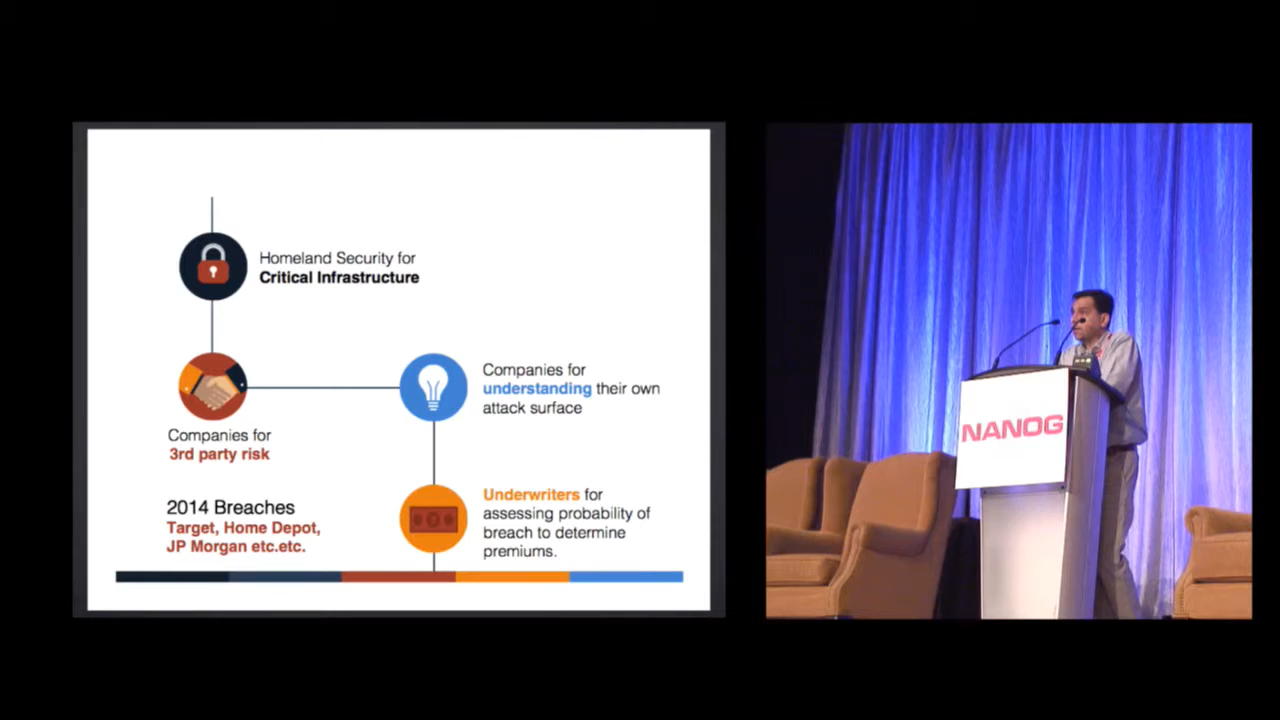 Homeland Security for
Critical Infrastructure
Companies for
3rd party risk
Companies for
understanding their own
attack surface
2014 Breaches
Target, Home Depot,
JP Morgan etc.etc.
Underwriters for
assessing probability of
breach to determine
premiums.
NANOG